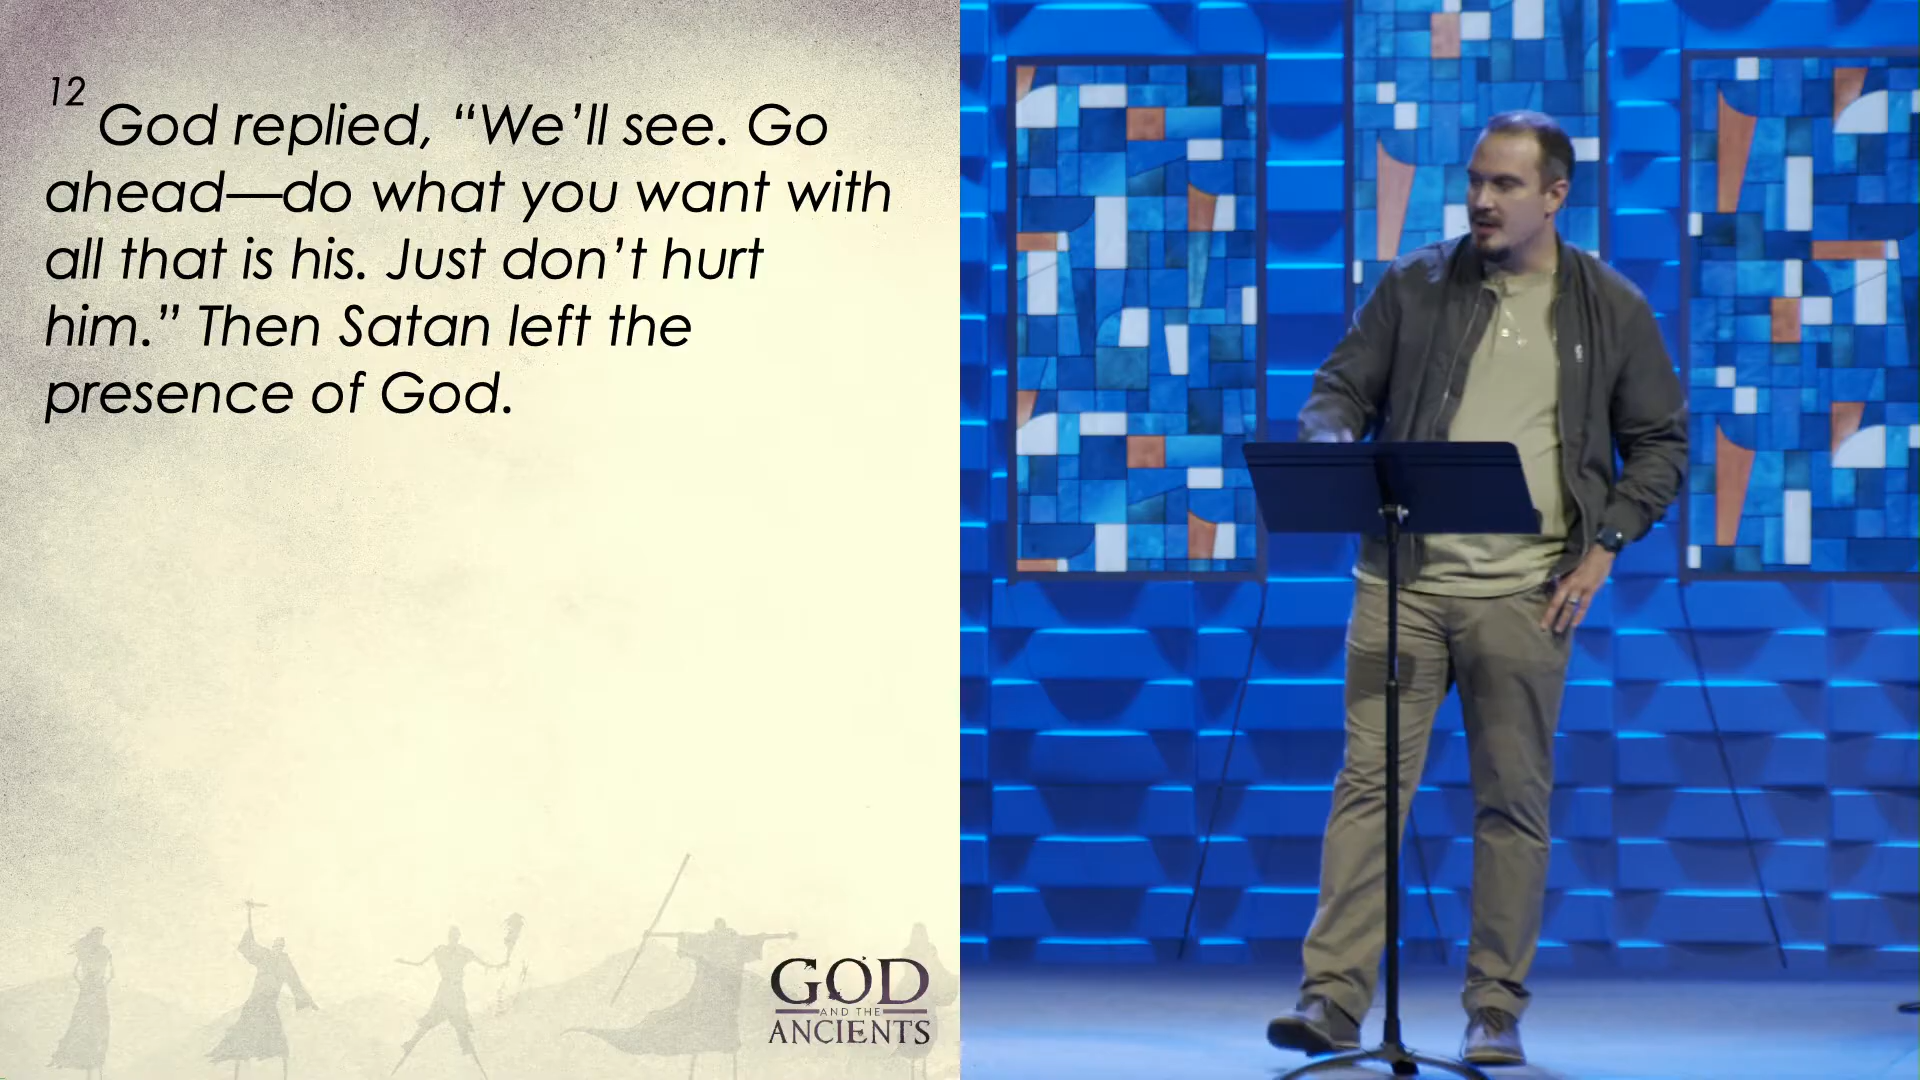 12
God replied, “We’ll see. Go
ahead—do what you want with
all that is his. Just don’t hurt
him.” Then Satan left the
presence of God.
GOD
AND THE
ANCIENTS